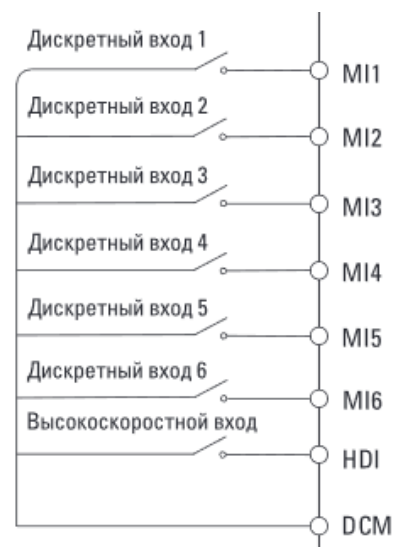 Дискретный вход 1
MI1
Дискретный вход 2
MI2
Дискретный вход 3
MI3
Дискретный вход 4
MI4
Дискретный вход 5
MI5
Дискретный вход 6
MI6
Высокоскоростной вход
HDI
DCM